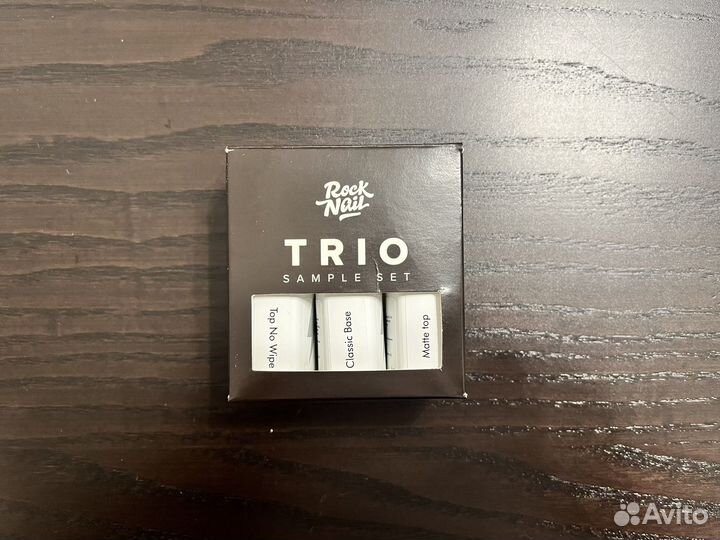 Rock
Nail
TRIO
SAMPLE SET
Top No Wipe
Classic Base
Matte top
Avito